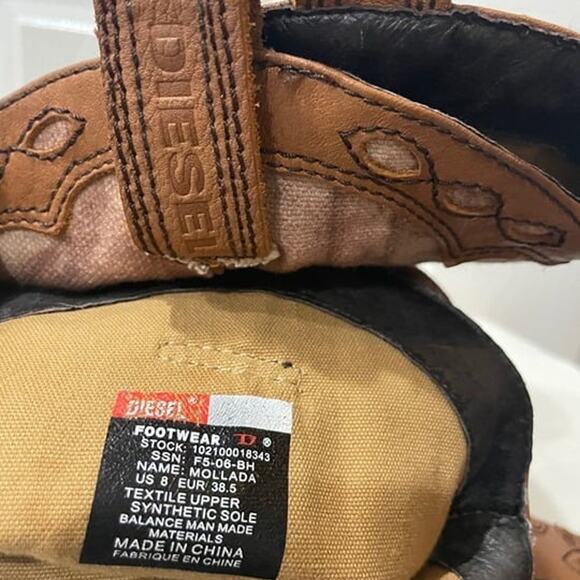 DIESEL
DIESEL®
FOOTWEAR D ®
STOCK: 102100018343
SSN: F5-06-BH
NAME: MOLLADA
US 8 / EUR 38.5
TEXTILE UPPER
SYNTHETIC SOLE
BALANCE MAN MADE
MATERIALS
MADE IN CHINA
FABRIQUE EN CHINE